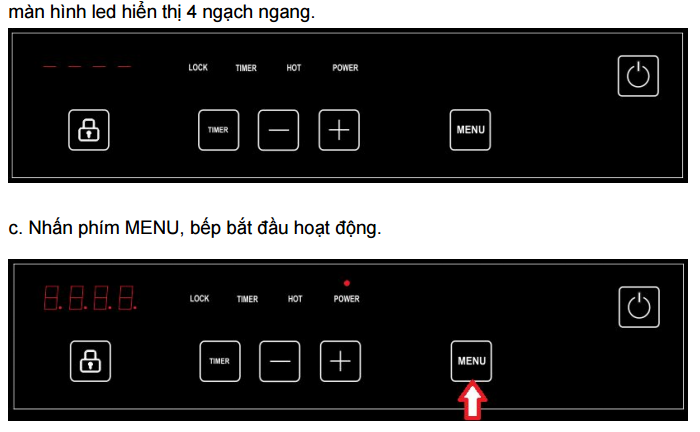 màn hình led hiển thị 4 ngạch ngang.
– – – –
LOCK TIMER HOT POWER
TIMER – + MENU
c. Nhấn phím MENU, bếp bắt đầu hoạt động.
8.8.8.8.
LOCK TIMER HOT POWER
TIMER – + MENU